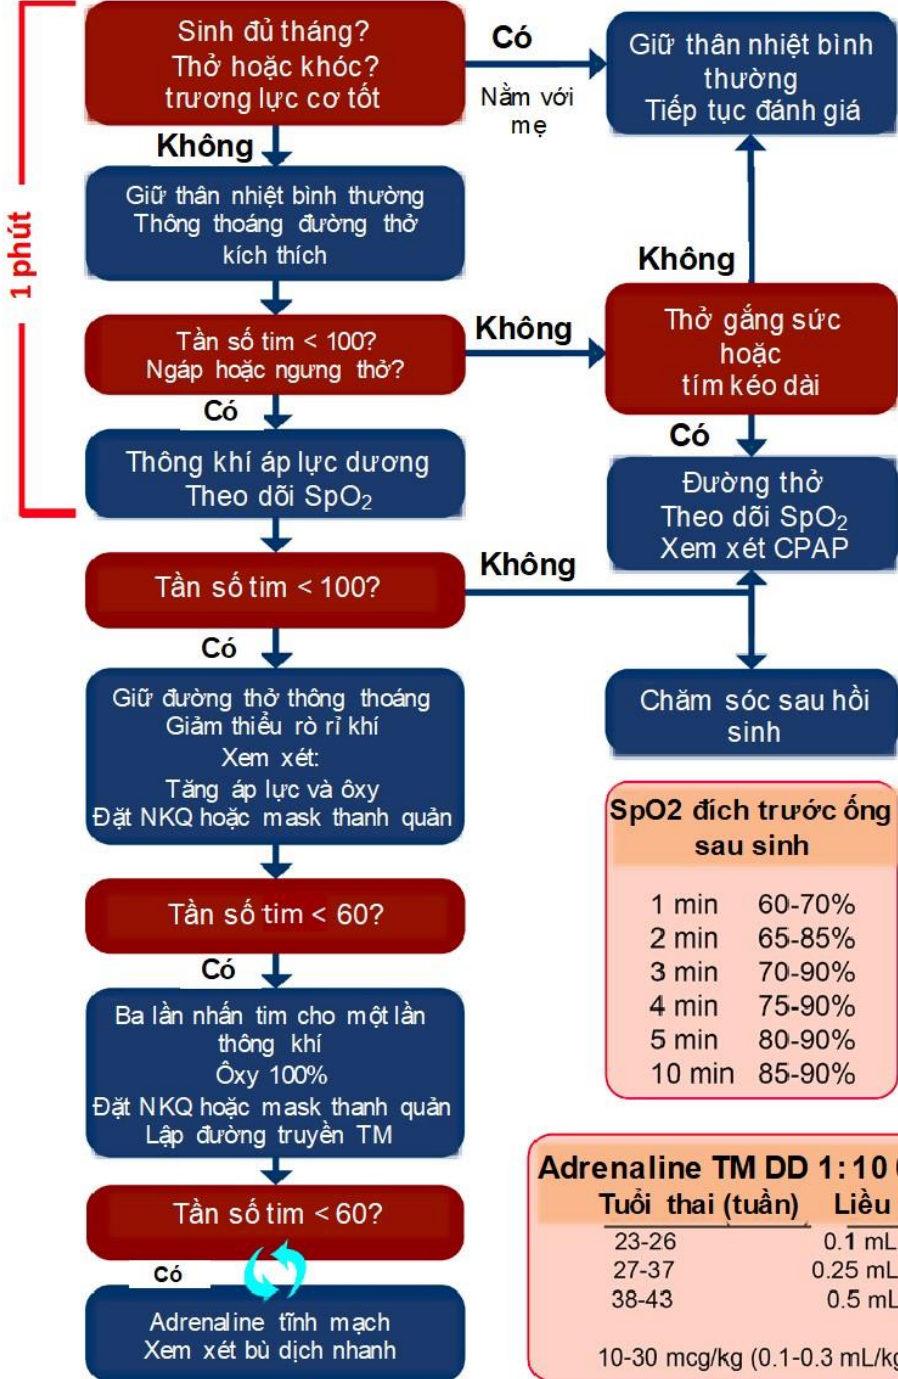 Sinh đủ tháng?
Thở hoặc khóc?
trương lực cơ tốt
Có
Nằm với
mẹ
Giữ thân nhiệt bình
thường
Tiếp tục đánh giá
Không
1 phút
Giữ thân nhiệt bình thường
Thông thoáng đường thở
kích thích
Tần số tim < 100?
Ngáp hoặc ngưng thở?
Không
Không
Thở gắng sức
hoặc
tím kéo dài
Có
Có
Thông khí áp lực dương
Theo dõi SpO₂
Đường thở
Theo dõi SpO₂
Xem xét CPAP
Tần số tim < 100?
Không
Có
Giữ đường thở thông thoáng
Giảm thiểu rò rỉ khí
Xem xét:
Tăng áp lực và ôxy
Đặt NKQ hoặc mask thanh quản
Chăm sóc sau hồi
sinh
Tần số tim < 60?
Có
Ba lần nhấn tim cho một lần
thông khí
Ôxy 100%
Đặt NKQ hoặc mask thanh quản
Lập đường truyền TM
Tần số tim < 60?
Có
Adrenaline tĩnh mạch
Xem xét bù dịch nhanh
SpO2 đích trước ống
sau sinh
1 min 60-70%
2 min 65-85%
3 min 70-90%
4 min 75-90%
5 min 80-90%
10 min 85-90%
Adrenaline TM DD 1:10
Tuổi thai (tuần) Liều
23-26 0.1 mL
27-37 0.25 mL
38-43 0.5 mL
10-30 mcg/kg (0.1-0.3 mL/kg